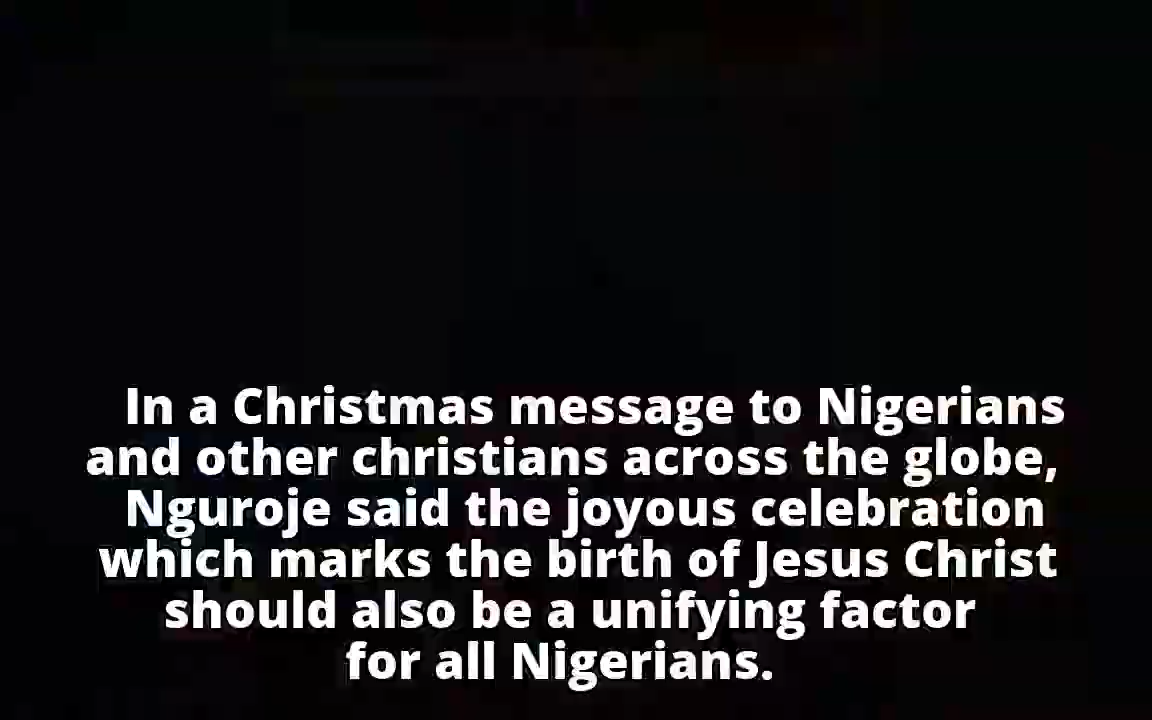 In a Christmas message to Nigerians
and other christians across the globe,
Nguroje said the joyous celebration
which marks the birth of Jesus Christ
should also be a unifying factor
for all Nigerians.